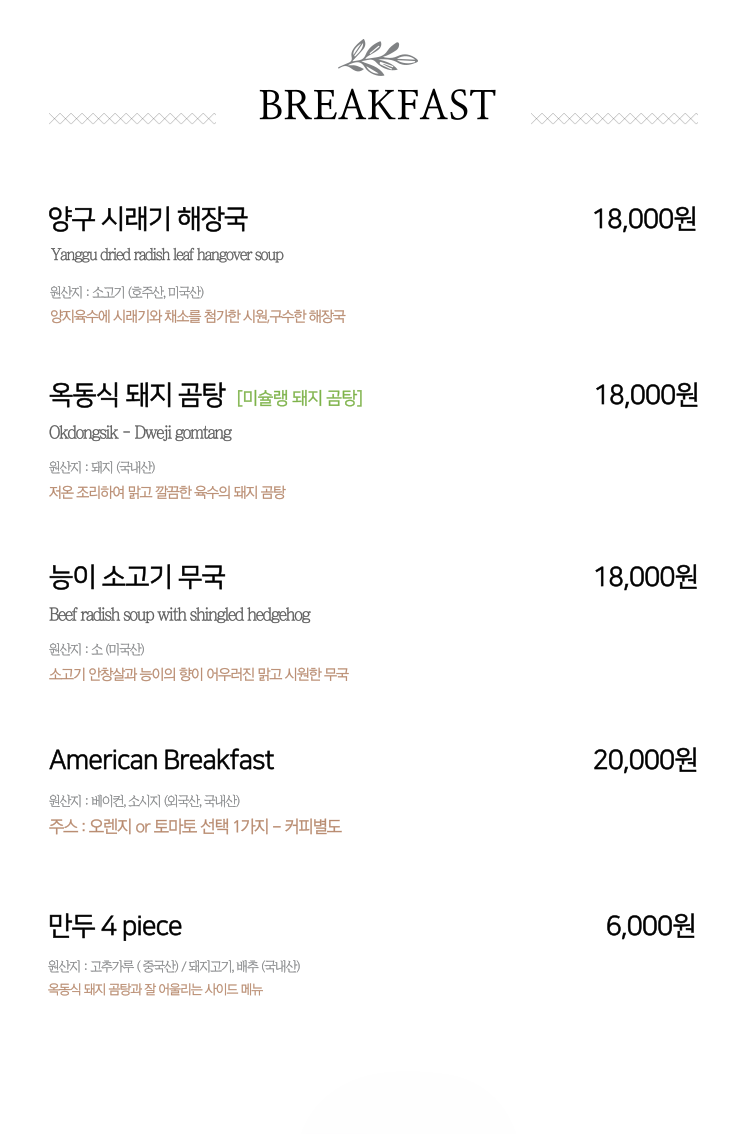 BREAKFAST
양구 시래기 해장국 18,000원
Yanggu dried radish leaf hangover soup
원산지 : 소고기 (호주산, 미국산)
양지육수에 시래기와 채소를 첨가한 시원,구수한 해장국
옥동식 돼지 곰탕 [미슐랭 돼지 곰탕] 18,000원
Okdongsik - Dweji gomtang
원산지 : 돼지 (국내산)
저온 조리하여 맑고 깔끔한 육수의 돼지 곰탕
능이 소고기 무국 18,000원
Beef radish soup with shingled hedgehog
원산지 : 소 (미국산)
소고기 안창살과 능이의 향이 어우러진 맑고 시원한 무국
American Breakfast 20,000원
원산지 : 베이컨, 소시지 (외국산, 국내산)
주스 : 오렌지 or 토마토 선택 1가지 - 커피별도
만두 4 piece 6,000원
원산지 : 고추가루 ( 중국산) / 돼지고기, 배추 (국내산)
옥동식 돼지 곰탕과 잘 어울리는 사이드 메뉴